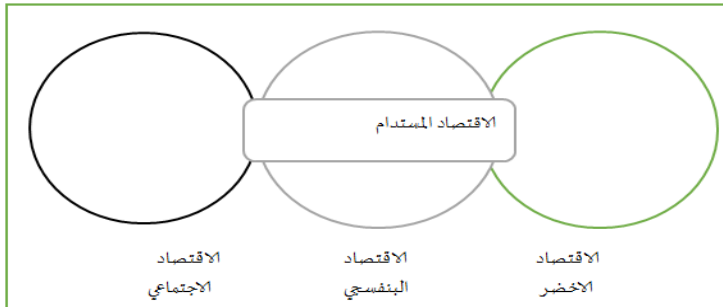 الاقتصاد المستدام
الاقتصاد
الاخضر
الاقتصاد
البنفسجي
الاقتصاد
الاجتماعي